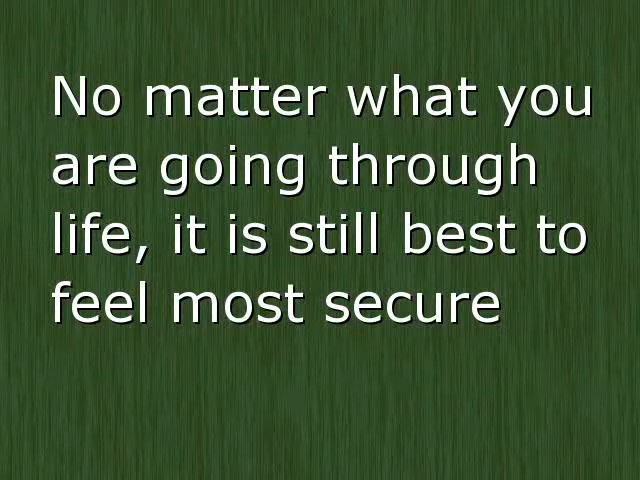 No matter what you
are going through
life, it is still best to
feel most secure